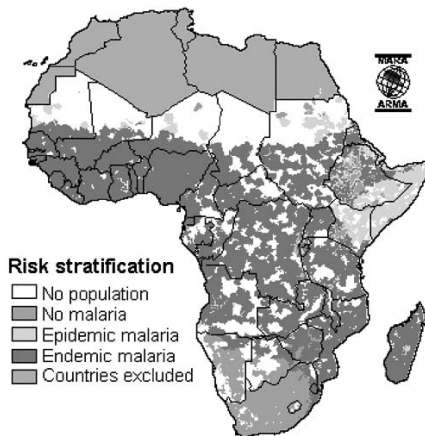 MARA
ARMA
Risk stratification
No population
No malaria
Epidemic malaria
Endemic malaria
Countries excluded